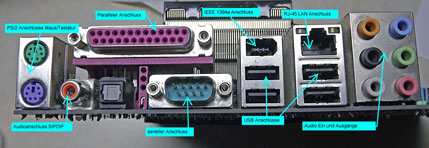 IEEE 1394a Anschluss
Paralleler Anschluss
RJ-45 LAN Anschluss
PS/2 Anschlüsse Maus/Tastatur
Audioanschluss S/PDIF
serieller Anschluss
USB Anschlüsse
Audio Ein und Ausgänge